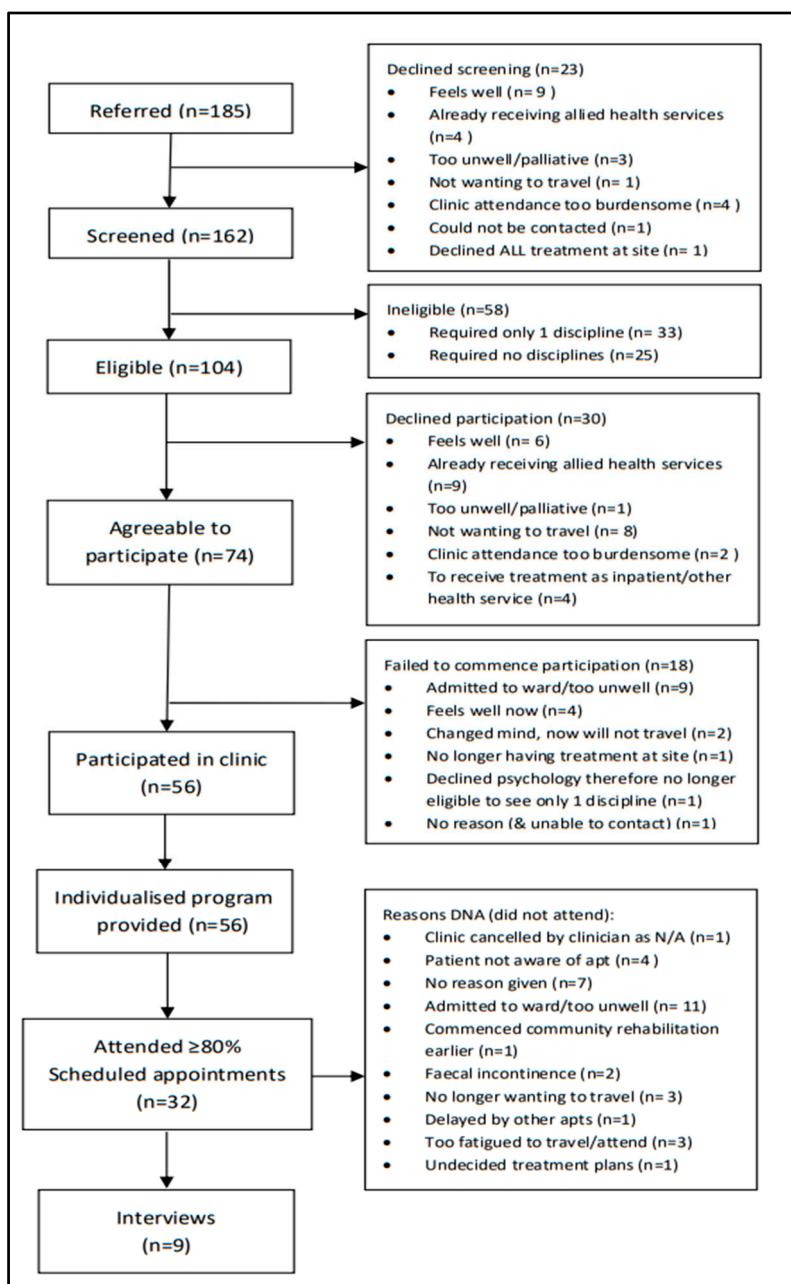 Referred (n=185)
Declined screening (n=23)
• Feels well (n= 9 )
• Already receiving allied health services
(n=4 )
• Too unwell/palliative (n=3)
• Not wanting to travel (n= 1)
• Clinic attendance too burdensome (n=4 )
• Could not be contacted (n=1)
• Declined ALL treatment at site (n= 1)
Screened (n=162)
Ineligible (n=58)
• Required only 1 discipline (n= 33)
• Required no disciplines (n=25)
Eligible (n=104)
Declined participation (n=30)
• Feels well (n= 6)
• Already receiving allied health services
(n=9)
• Too unwell/palliative (n=1)
• Not wanting to travel (n= 8)
• Clinic attendance too burdensome (n=2 )
• To receive treatment as inpatient/other
health service (n=4)
Agreeable to
participate (n=74)
Failed to commence participation (n=18)
• Admitted to ward/too unwell (n=9)
• Feels well now (n=4)
• Changed mind, now will not travel (n=2)
• No longer having treatment at site (n=1)
• Declined psychology therefore no longer
eligible to see only 1 discipline (n=1)
• No reason (& unable to contact) (n=1)
Participated in clinic
(n=56)
Individualised program
provided (n=56)
Reasons DNA (did not attend):
• Clinic cancelled by clinician as N/A (n=1)
• Patient not aware of apt (n=4 )
• No reason given (n=7)
• Admitted to ward/too unwell (n= 11)
• Commenced community rehabilitation
earlier (n=1)
• Faecal incontinence (n=2)
• No longer wanting to travel (n= 3)
• Delayed by other apts (n=1)
• Too fatigued to travel/attend (n=3)
• Undecided treatment plans (n=1)
Attended ≥80%
Scheduled appointments
(n=32)
Interviews
(n=9)